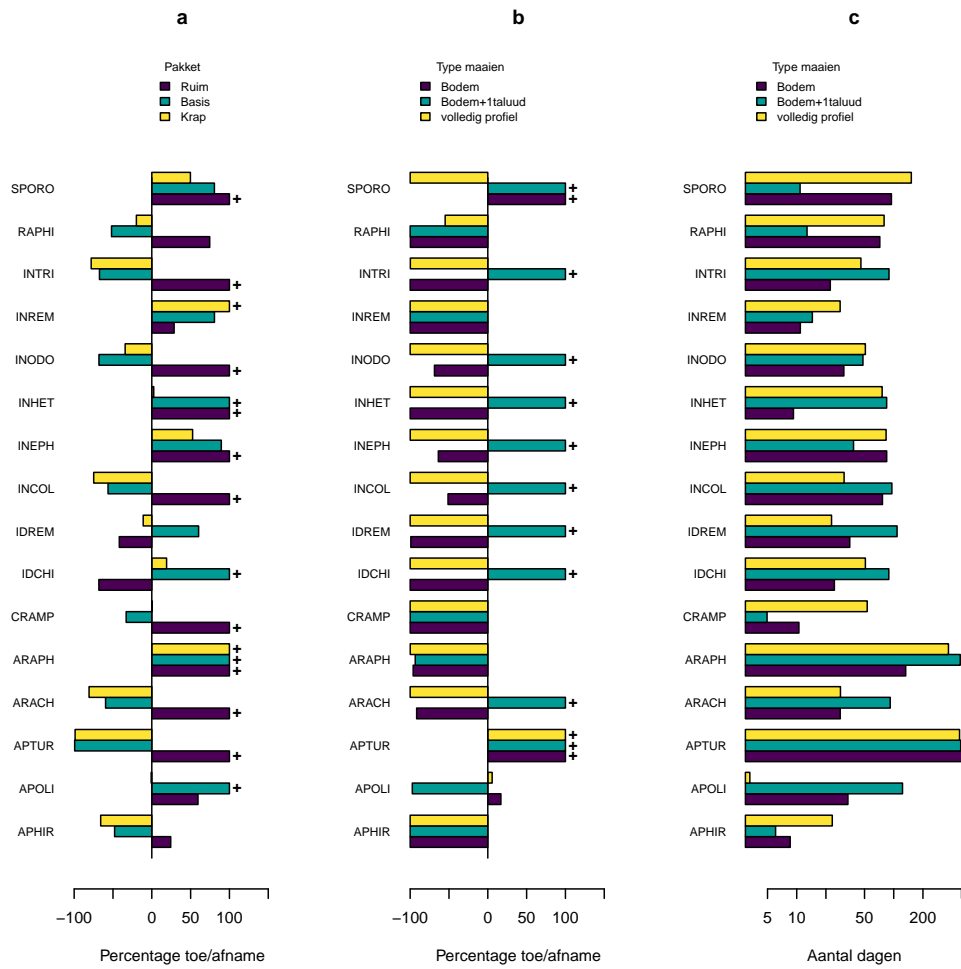 a
b
c
Pakket
Ruim
Basis
Krap
Type maaien
Bodem
Bodem+1taluud
volledig profiel
Type maaien
Bodem
Bodem+1taluud
volledig profiel
SPORO
RAPHI
INTRI
INREM
INODO
INHET
INEPH
INCOL
IDREM
IDCHI
CRAMP
ARAPH
ARACH
APTUR
APOLI
APHIR
−100 0 50 100
Percentage toe/afname
SPORO
RAPHI
INTRI
INREM
INODO
INHET
INEPH
INCOL
IDREM
IDCHI
CRAMP
ARAPH
ARACH
APTUR
APOLI
APHIR
−100 0 50 100
Percentage toe/afname
SPORO
RAPHI
INTRI
INREM
INODO
INHET
INEPH
INCOL
IDREM
IDCHI
CRAMP
ARAPH
ARACH
APTUR
APOLI
APHIR
5 10 50 200
Aantal dagen